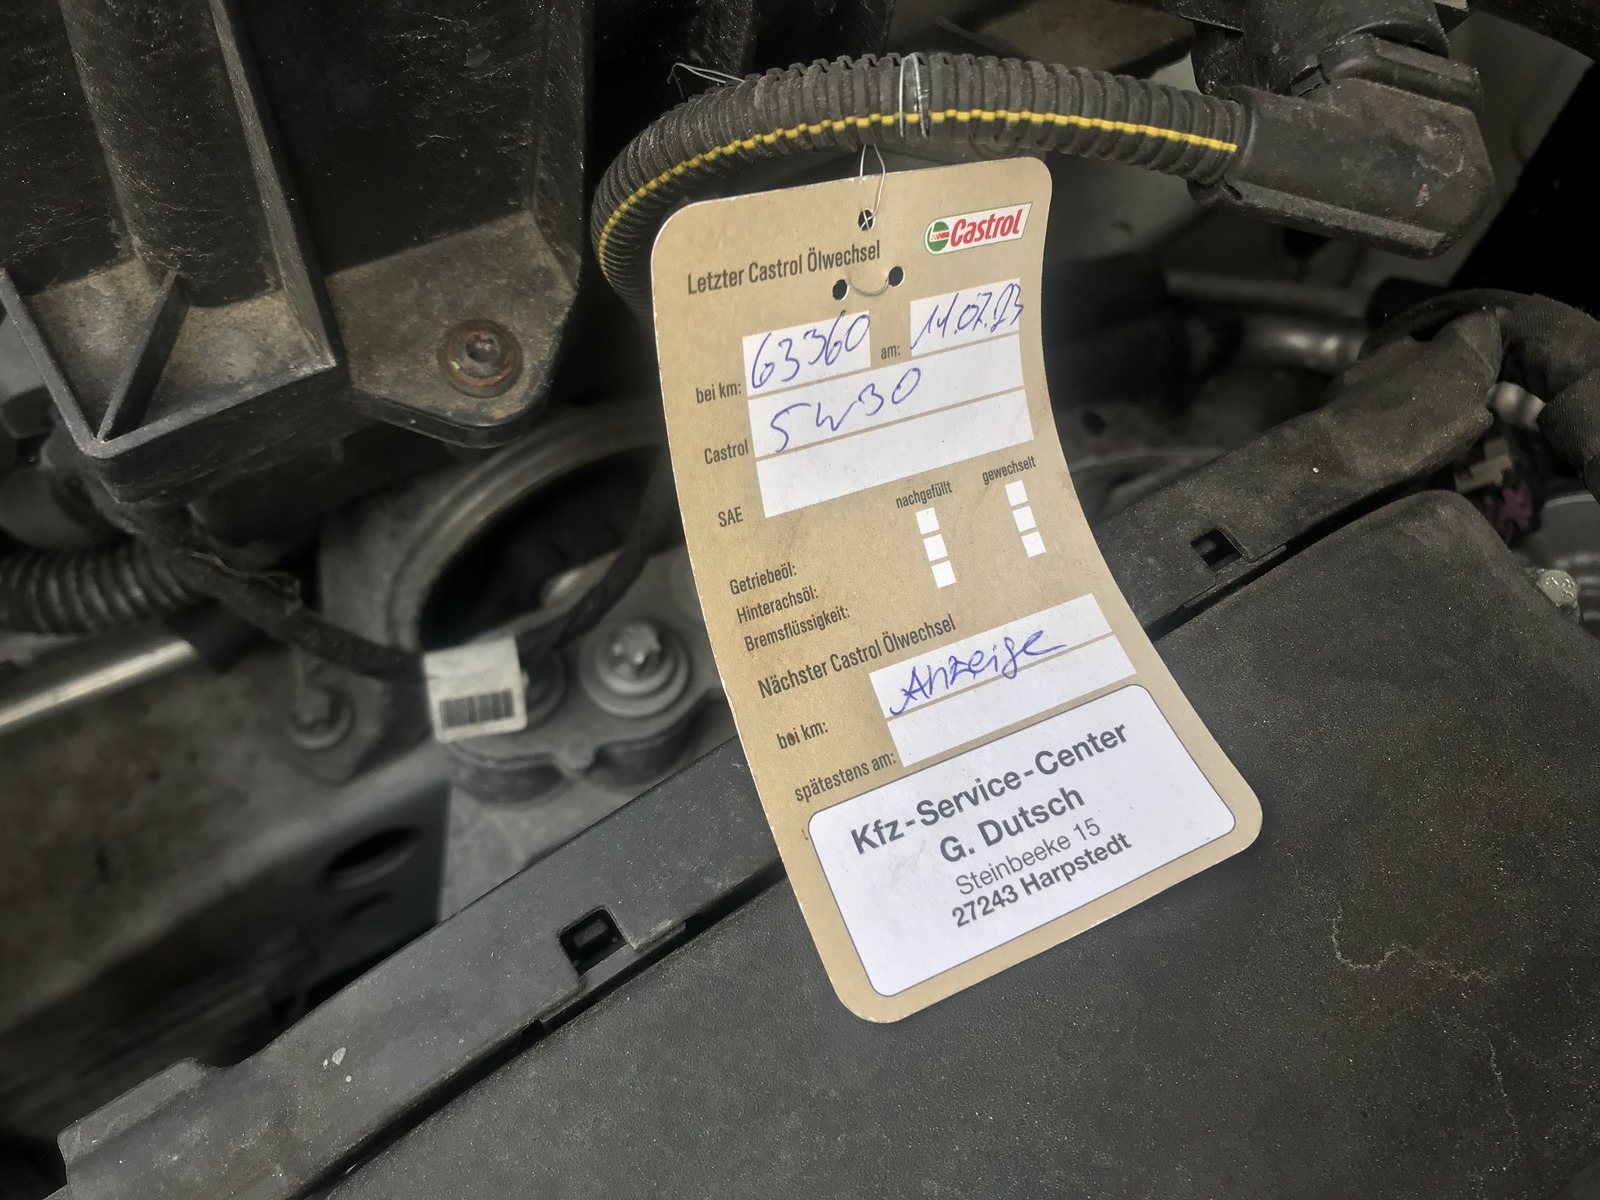 Castrol
Letzter Castrol Ölwechsel
bei km: 63360 am: 11.07.23
Castrol 5W30
SAE
nachgefüllt gewechselt
Getriebeöl:
Hinterachsöl:
Bremsflüssigkeit:
Nächster Castrol Ölwechsel
bei km: Anzeige
spätestens am:
Kfz-Service-Center
G. Dutsch
Steinbeeke 15
27243 Harpstedt